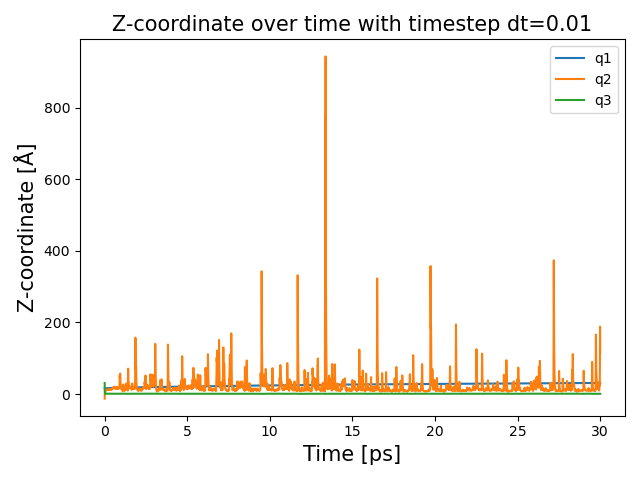 Z-coordinate over time with timestep dt=0.01
q1
q2
q3
Z-coordinate [Å]
800
600
400
200
0
0 5 10 15 20 25 30
Time [ps]